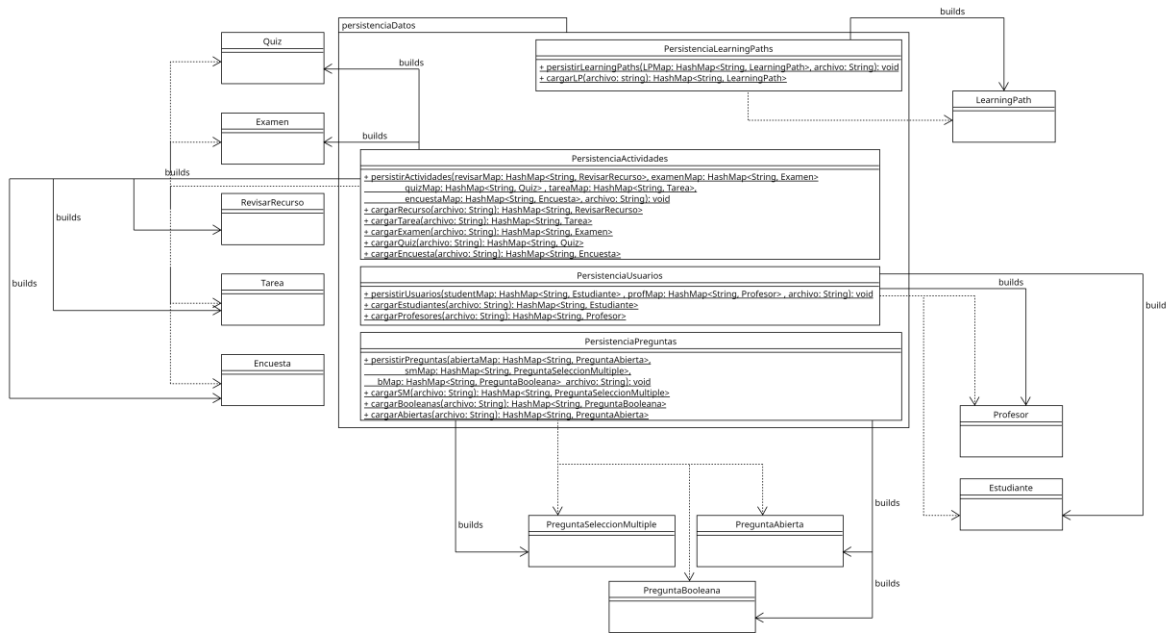 builds
persistenciaDatos
Quiz
PersistenciaLearningPaths
+ persistirLearningPaths(LPMap: HashMap<String, LearningPath>, archivo: String): void
+ cargarLP(archivo: string): HashMap<String, LearningPath>
builds
LearningPath
Examen
builds
PersistenciaActividades
+ persistirActividades(revisarMap: HashMap<String, RevisarRecurso>, examenMap: HashMap<String, Examen>
quizMap: HashMap<String, Quiz> , tareaMap: HashMap<String, Tarea>,
encuestaMap: HashMap<String, Encuesta>, archivo: String): void
+ cargarRecurso(archivo: String): HashMap<String, RevisarRecurso>
+ cargarTarea(archivo: String): HashMap<String, Tarea>
+ cargarExamen(archivo: String): HashMap<String, Examen>
+ cargarQuiz(archivo: String): HashMap<String, Quiz>
+ cargarEncuesta(archivo: String): HashMap<String, Encuesta>
builds
RevisarRecurso
builds
PersistenciaUsuarios
+ persistirUsuarios(studentMap: HashMap<String, Estudiante> , profMap: HashMap<String, Profesor> , archivo: String): void
+ cargarEstudiantes(archivo: String): HashMap<String, Estudiante>
+ cargarProfesores(archivo: String): HashMap<String, Profesor>
builds
builds
Tarea
build
PersistenciaPreguntas
+ persistirPreguntas(abiertaMap: HashMap<String, PreguntaAbierta>,
smMap: HashMap<String, PreguntaSeleccionMultiple>,
bMap: HashMap<String, PreguntaBooleana> archivo: String): void
+ cargarSM(archivo: String): HashMap<String, PreguntaSeleccionMultiple>
+ cargarBooleanas(archivo: String): HashMap<String, PreguntaBooleana>
+ cargarAbiertas(archivo: String): HashMap<String, PreguntaAbierta>
Encuesta
Profesor
Estudiante
builds
builds
PreguntaSeleccionMultiple
PreguntaAbierta
builds
PreguntaBooleana